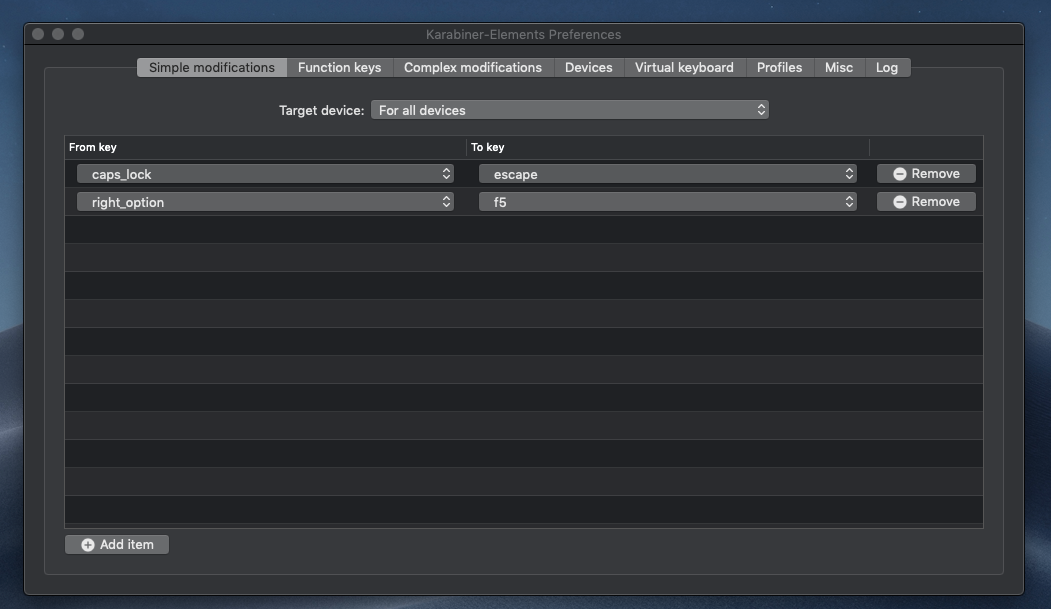 Karabiner-Elements Preferences
Simple modifications Function keys Complex modifications Devices Virtual keyboard Profiles Misc Log
Target device: For all devices
From key To key
caps_lock escape Remove
right_option f5 Remove
Add item